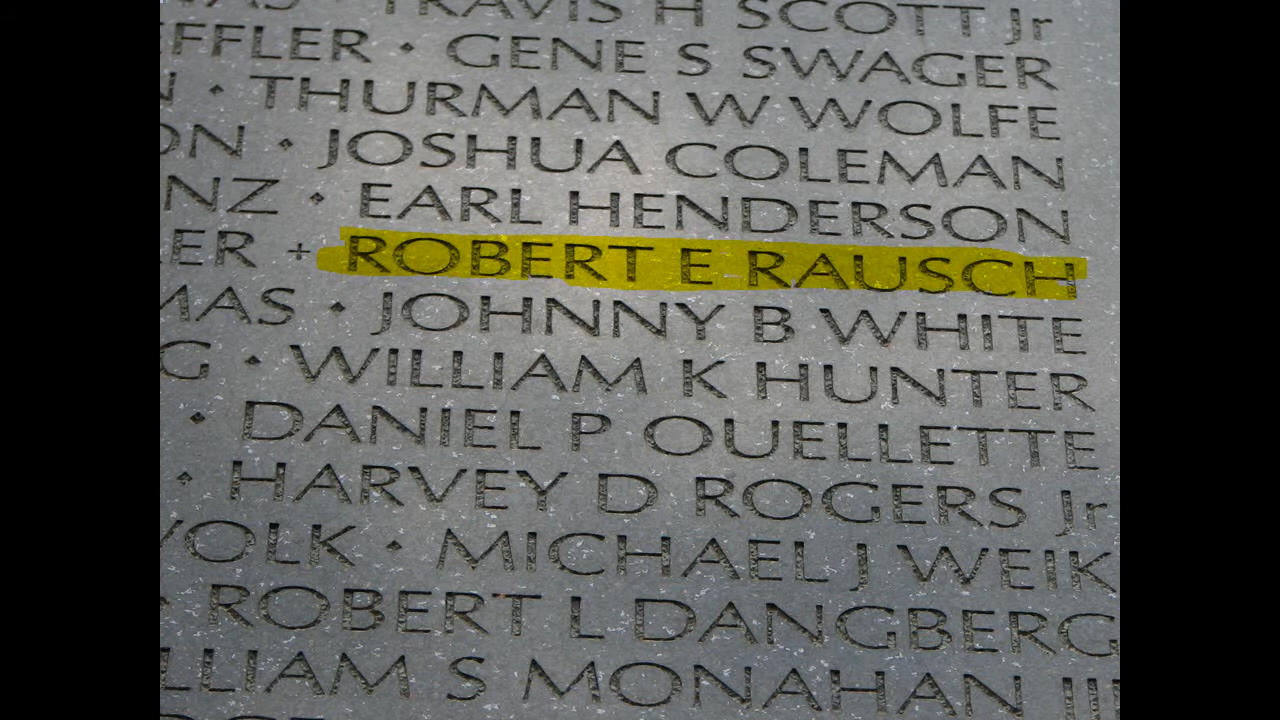 TRAVIS H SCOTT Jr
FFLER · GENE S SWAGER
· THURMAN W WOLFE
ON · JOSHUA COLEMAN
NZ · EARL HENDERSON
ER + ROBERT E RAUSCH
MAS · JOHNNY B WHITE
G · WILLIAM K HUNTER
· DANIEL P OUELLETTE
· HARVEY D ROGERS Jr
VOLK · MICHAEL J WEIK
· ROBERT L DANGBERG
LLIAM S MONAHAN III